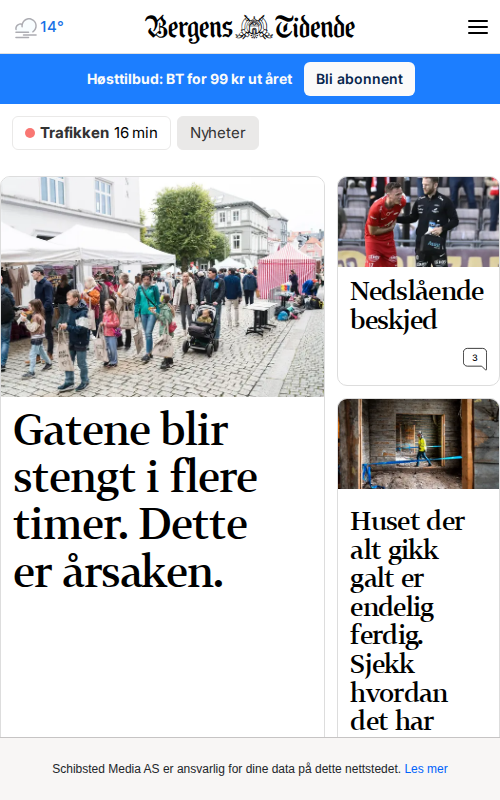 14°
Bergens Tidende
Høsttilbud: BT for 99 kr ut året
Bli abonnent
Trafikken 16 min
Nyheter
Gatene blir
stengt i flere
timer. Dette
er årsaken.
Nedslående
beskjed
3
Huset der
alt gikk
galt er
endelig
ferdig.
Sjekk
hvordan
det har
Schibsted Media AS er ansvarlig for dine data på dette nettstedet. Les mer